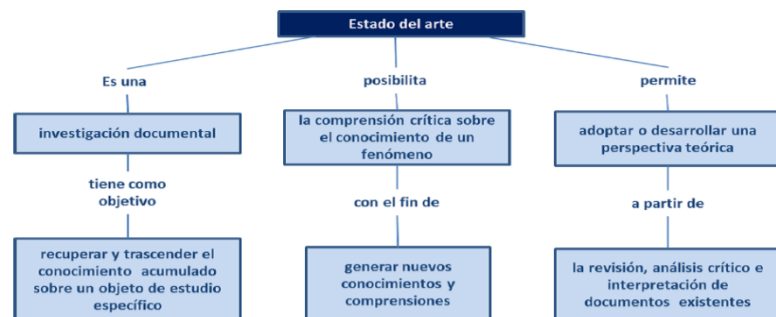 Estado del arte
Es una
posibilita
permite
investigación documental
la comprensión crítica sobre
el conocimiento de un
fenómeno
adoptar o desarrollar una
perspectiva teórica
tiene como
objetivo
con el fin de
a partir de
recuperar y trascender el
conocimiento acumulado
sobre un objeto de estudio
específico
generar nuevos
conocimientos y
comprensiones
la revisión, análisis crítico e
interpretación de
documentos existentes